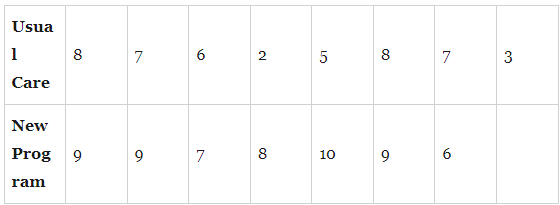 Usua
l
Care
8 7 6 2 5 8 7 3
New
Prog
ram
9 9 7 8 10 9 6